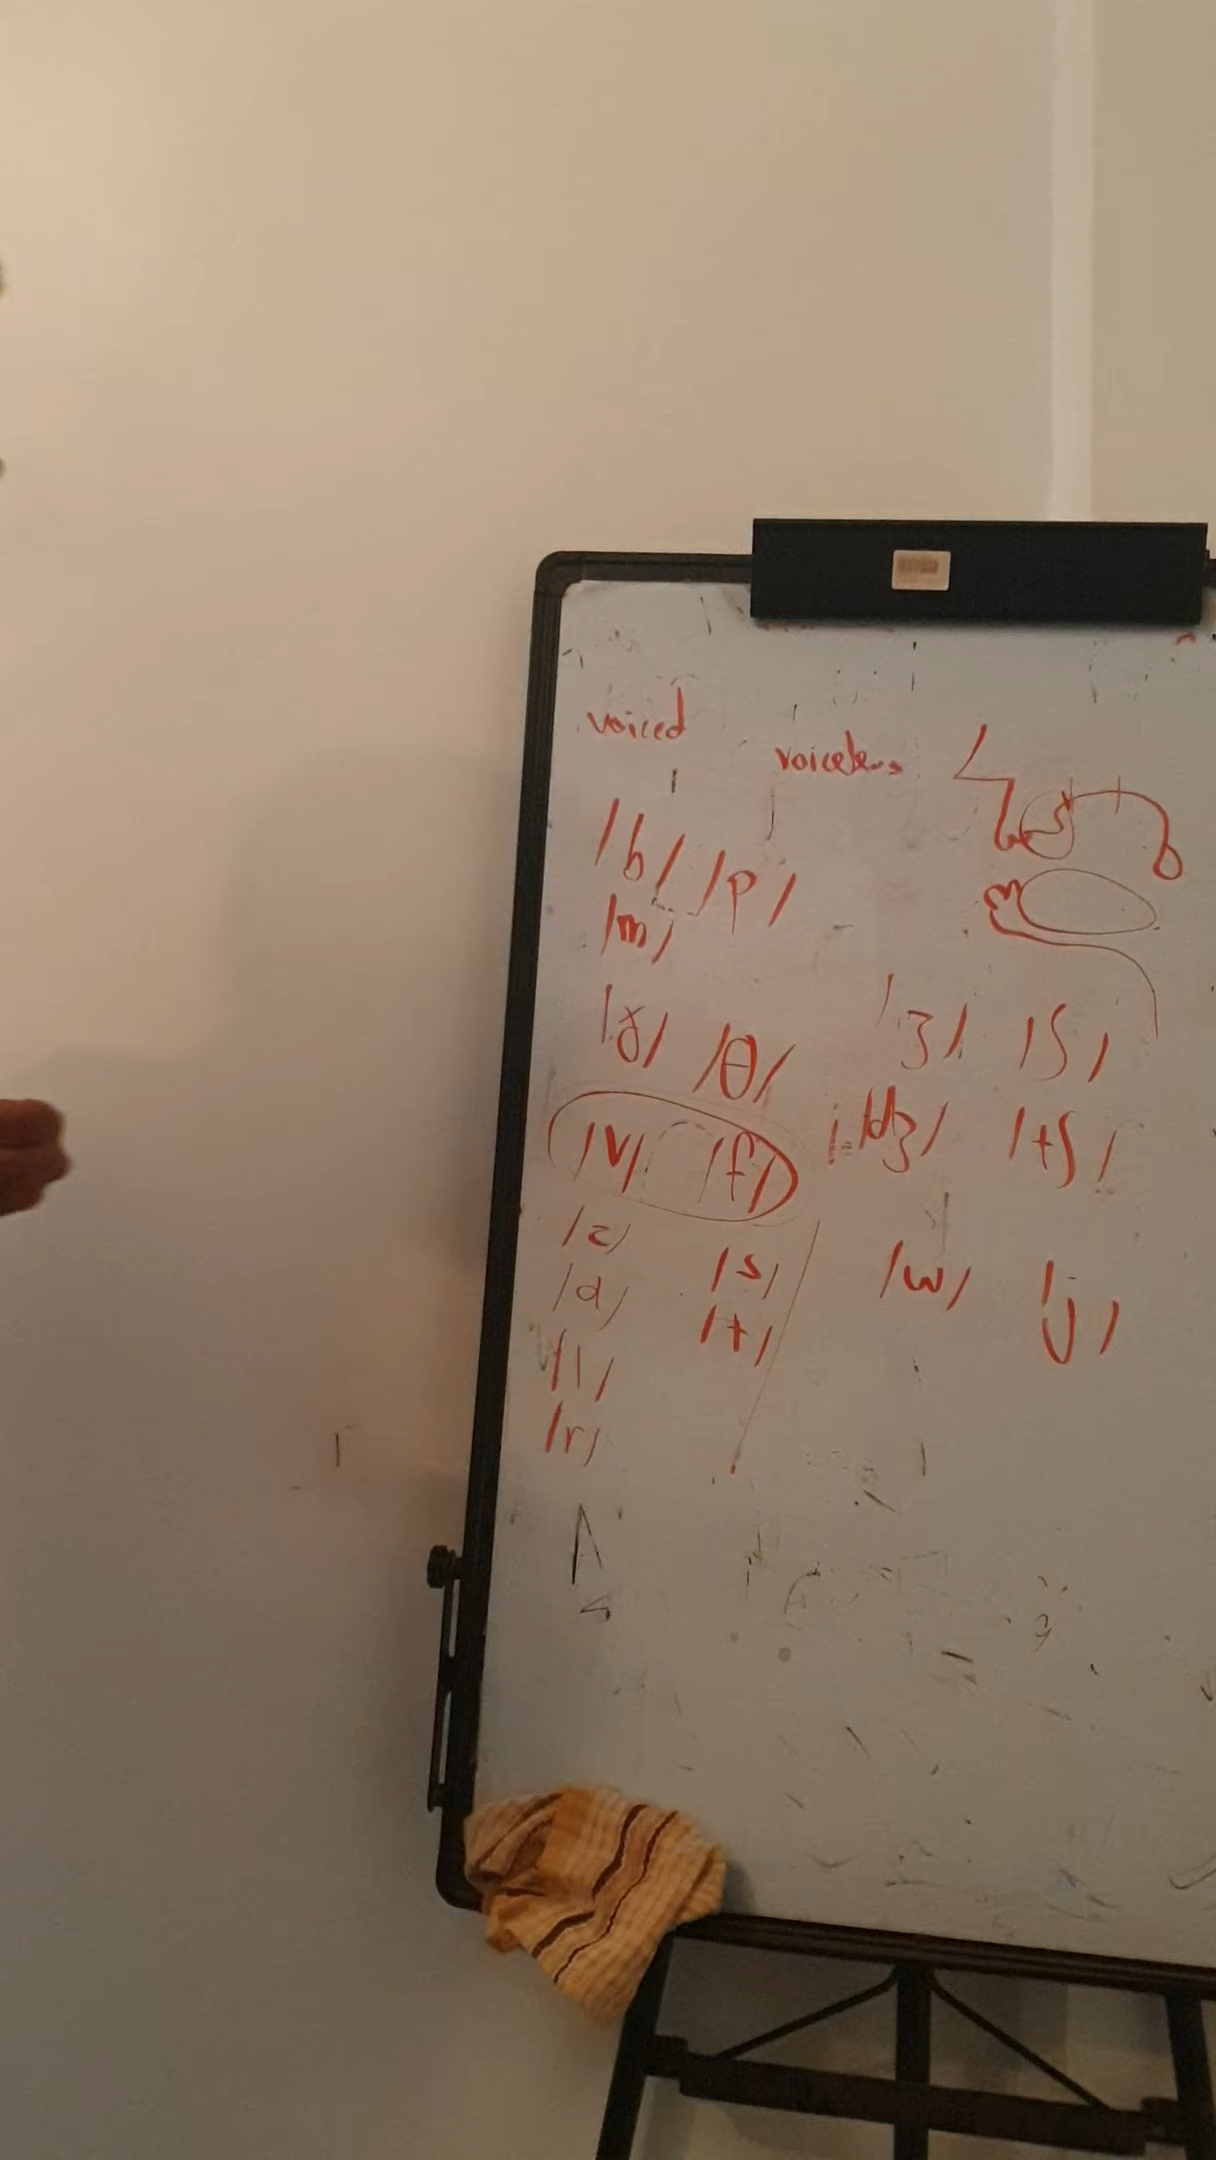 voiced
voiceless
/b/ /p/
/m/
/ð/ /θ/
/v/ /f/
/z/ /s/
/d/ /t/
/l/
/r/
/ʒ/ /ʃ/
/dʒ/ /tʃ/
/w/ /j/